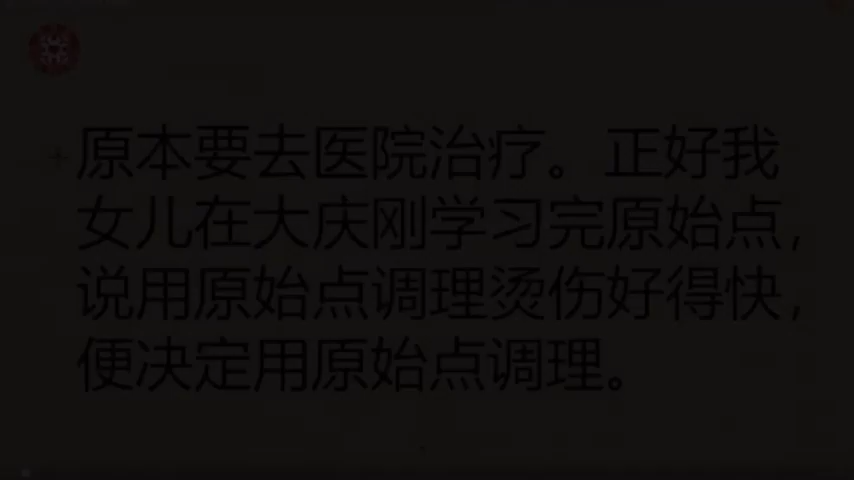 原本要去医院治疗。正好我
女儿在大庆刚学习完原始点，
说用原始点调理烫伤好得快，
便决定用原始点调理。